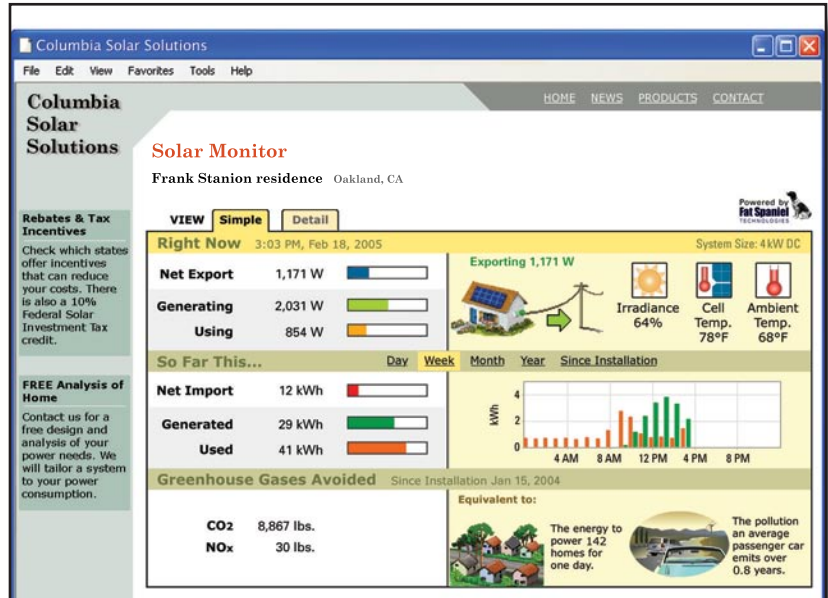 Columbia Solar Solutions
File Edit View Favorites Tools Help
Columbia
Solar
Solutions
HOME NEWS PRODUCTS CONTACT
Solar Monitor
Frank Stanion residence Oakland, CA
Powered by
Fat Spaniel
TECHNOLOGIES
Rebates & Tax
Incentives
Check which states
offer incentives
that can reduce
your costs. There
is also a 10%
Federal Solar
Investment Tax
credit.
FREE Analysis of
Home
Contact us for a
free design and
analysis of your
power needs. We
will tailor a system
to your power
consumption.
VIEW Simple Detail
Right Now 3:03 PM, Feb 18, 2005 System Size: 4 kW DC
Net Export 1,171 W
Generating 2,031 W
Using 854 W
Exporting 1,171 W
Irradiance
64%
Cell
Temp.
78°F
Ambient
Temp.
68°F
So Far This... Day Week Month Year Since Installation
Net Import 12 kWh
Generated 29 kWh
Used 41 kWh
kWh
4
2
0
4 AM 8 AM 12 PM 4 PM 8 PM
Greenhouse Gases Avoided Since Installation Jan 15, 2004
CO2 8,867 lbs.
NOx 30 lbs.
Equivalent to:
The energy to
power 142
homes for
one day.
The pollution
an average
passenger car
emits over
0.8 years.